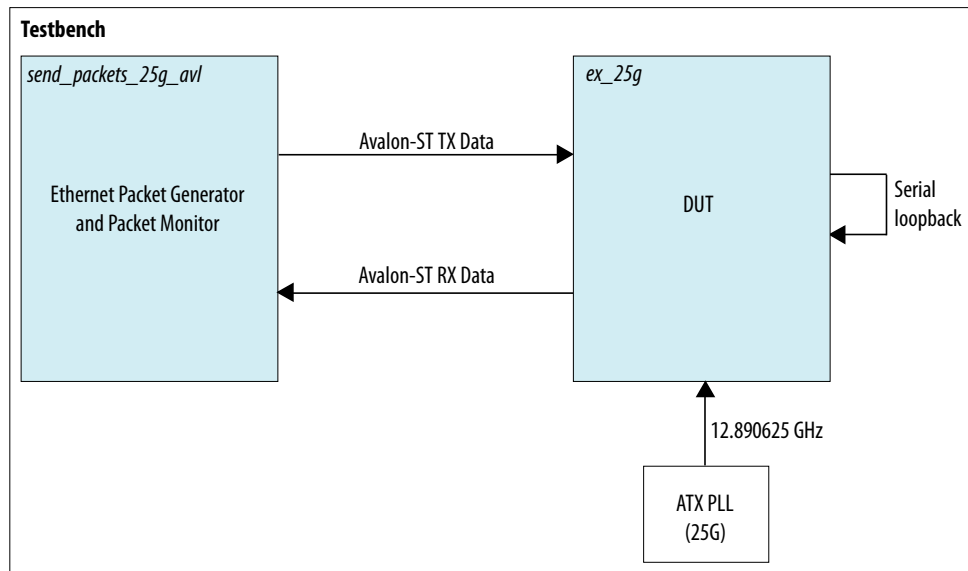 Testbench
send_packets_25g_avl
Ethernet Packet Generator
and Packet Monitor
Avalon-ST TX Data
Avalon-ST RX Data
ex_25g
DUT
Serial
loopback
12.890625 GHz
ATX PLL
(25G)